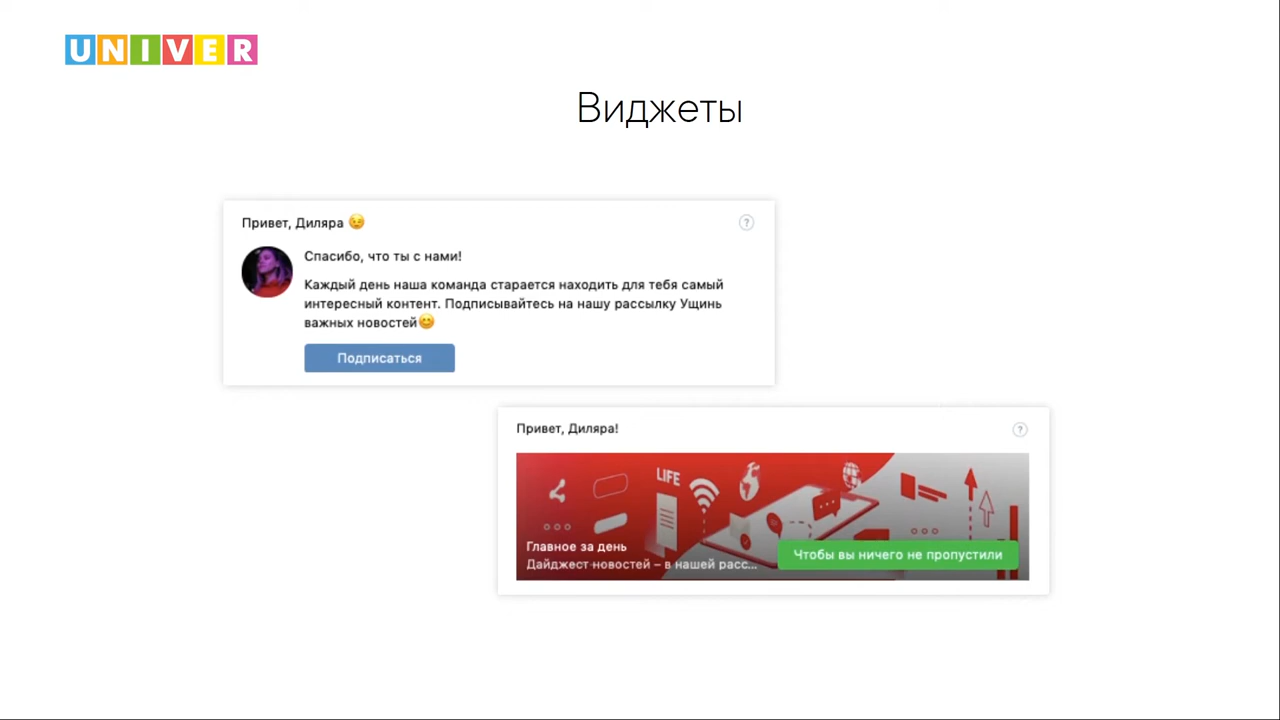 UNIVER
Виджеты
Привет, Диляра 😉
?
Спасибо, что ты с нами!
Каждый день наша команда старается находить для тебя самый
интересный контент. Подписывайтесь на нашу рассылку Ущинь
важных новостей😊
Подписаться
Привет, Диляра!
?
LIFE
Главное за день
Дайджест новостей – в нашей расс...
Чтобы вы ничего не пропустили